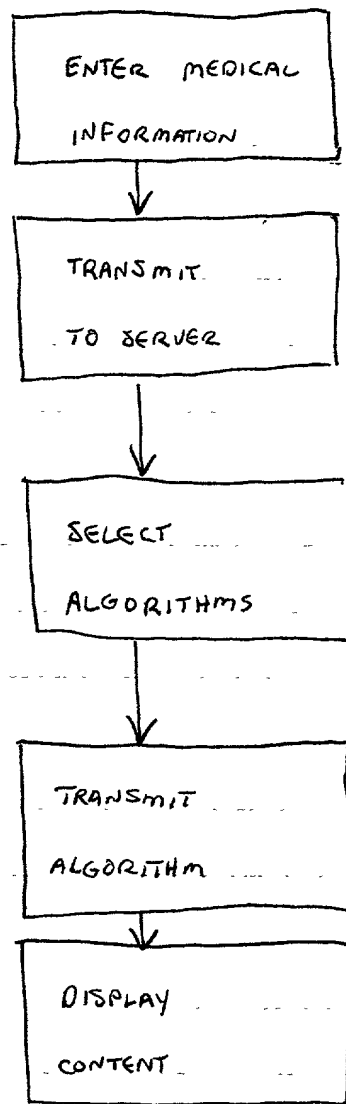 ENTER MEDICAL
INFORMATION
TRANSMIT
TO SERVER
SELECT
ALGORITHMS
TRANSMIT
ALGORITHM
DISPLAY
CONTENT